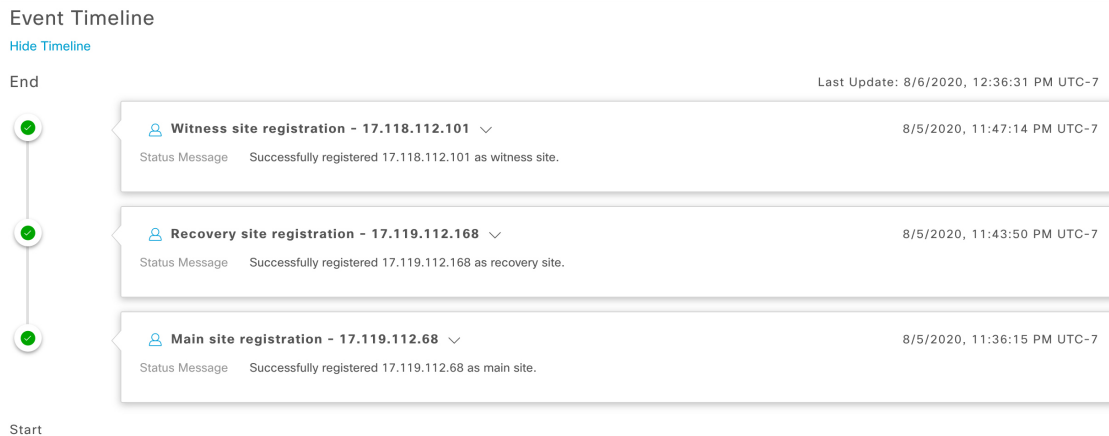 Event Timeline
Hide Timeline
End
Last Update: 8/6/2020, 12:36:31 PM UTC-7
Witness site registration - 17.118.112.101
8/5/2020, 11:47:14 PM UTC-7
Status Message Successfully registered 17.118.112.101 as witness site.
Recovery site registration - 17.119.112.168
8/5/2020, 11:43:50 PM UTC-7
Status Message Successfully registered 17.119.112.168 as recovery site.
Main site registration - 17.119.112.68
8/5/2020, 11:36:15 PM UTC-7
Status Message Successfully registered 17.119.112.68 as main site.
Start